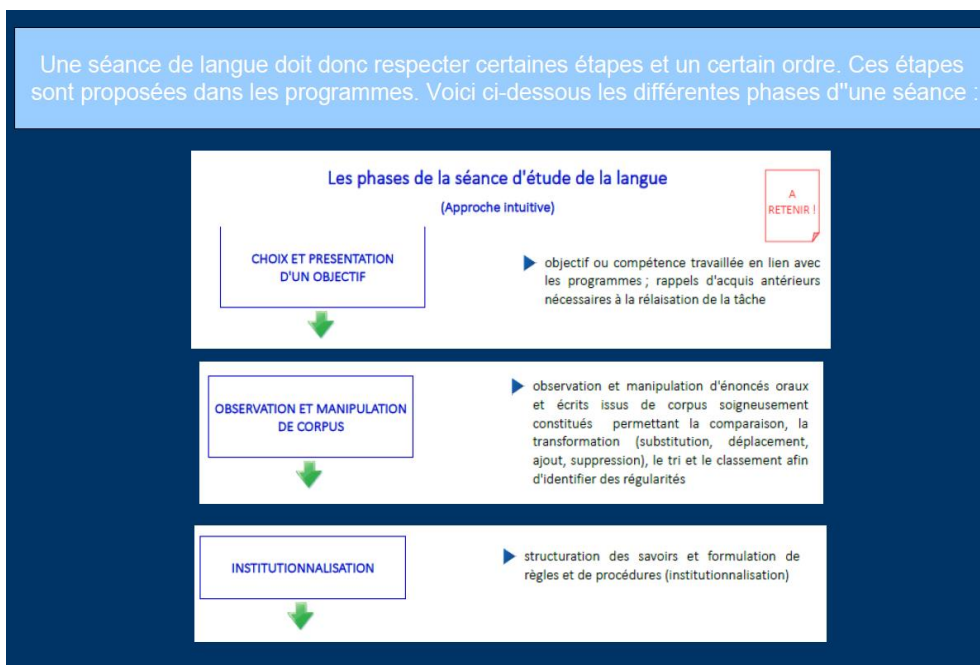 Une séance de langue doit donc respecter certaines étapes et un certain ordre. Ces étapes
sont proposées dans les programmes. Voici ci-dessous les différentes phases d"une séance :
Les phases de la séance d'étude de la langue
(Approche intuitive)
A
RETENIR !
CHOIX ET PRESENTATION
D'UN OBJECTIF
objectif ou compétence travaillée en lien avec
les programmes ; rappels d'acquis antérieurs
nécessaires à la rélaisation de la tâche
OBSERVATION ET MANIPULATION
DE CORPUS
observation et manipulation d'énoncés oraux
et écrits issus de corpus soigneusement
constitués permettant la comparaison, la
transformation (substitution, déplacement,
ajout, suppression), le tri et le classement afin
d'identifier des régularités
INSTITUTIONNALISATION
structuration des savoirs et formulation de
règles et de procédures (institutionnalisation)